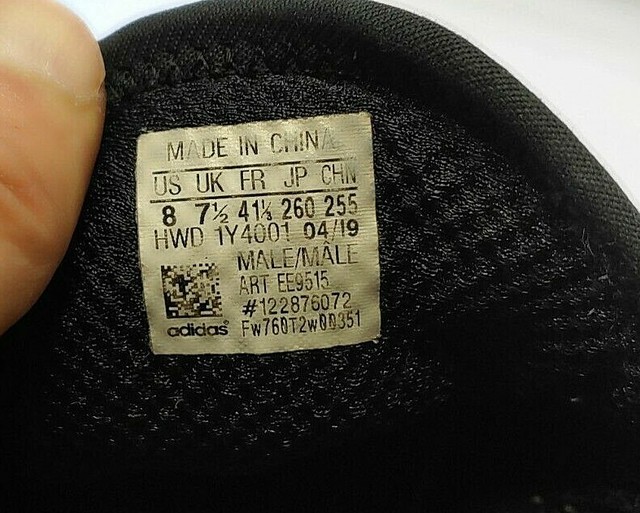 MADE IN CHINA
US UK FR JP CHN
8 7½ 41⅓ 260 255
HWD 1Y4001 04/19
MALE/MÂLE
ART EE9515
#122876072
adidas® FW760T2w00351